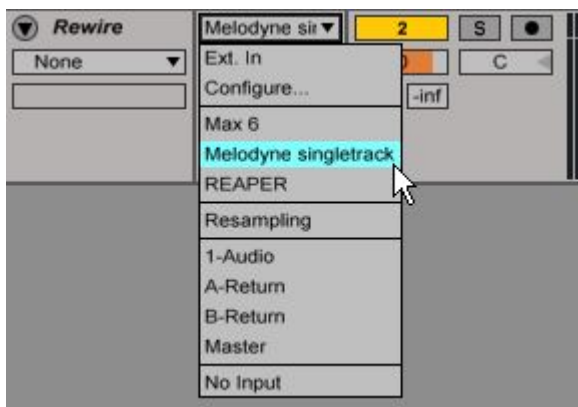 Rewire
Melodyne sir
2
S
None
Ext. In
C
Configure...
-inf
Max 6
Melodyne singletrack
REAPER
Resampling
1-Audio
A-Return
B-Return
Master
No Input